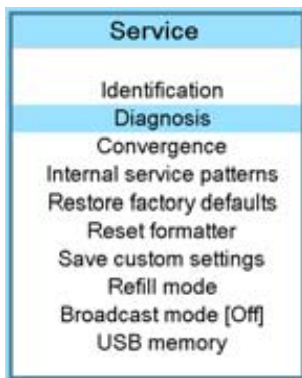 Service
Identification
Diagnosis
Convergence
Internal service patterns
Restore factory defaults
Reset formatter
Save custom settings
Refill mode
Broadcast mode [Off]
USB memory